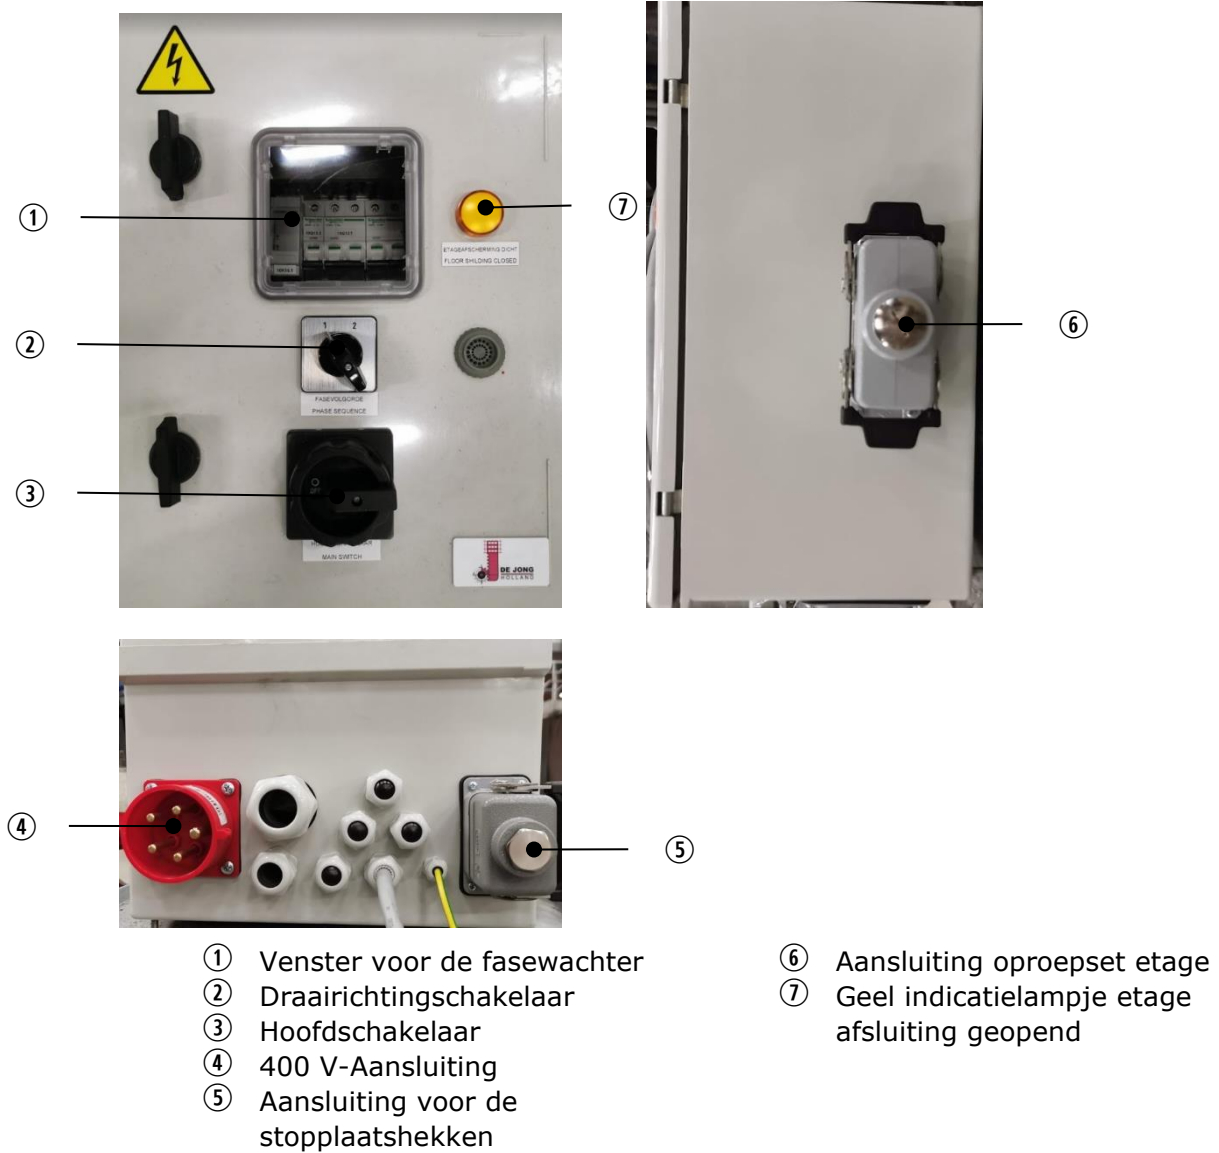 ①
⑦
ETAGEAFSCHERMING DICHT
FLOOR SHILDING CLOSED
1 2
②
⑥
FASEVOLGORDE
PHASE SEQUENCE
③
OFF
MAIN SWITCH
DE JONG
HOLLAND
④
⑤
① Venster voor de fasewachter
② Draairichtingschakelaar
③ Hoofdschakelaar
④ 400 V-Aansluiting
⑤ Aansluiting voor de
stopplaatshekken
⑥ Aansluiting oproepset etage
⑦ Geel indicatielampje etage
afsluiting geopend